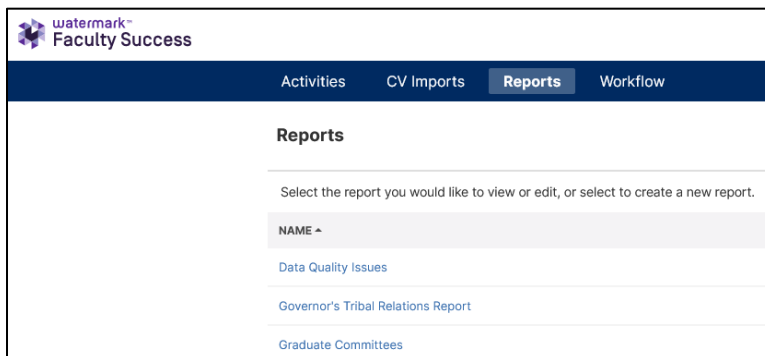 watermark™
Faculty Success
Activities CV Imports Reports Workflow
Reports
Select the report you would like to view or edit, or select to create a new report.
NAME
Data Quality Issues
Governor's Tribal Relations Report
Graduate Committees